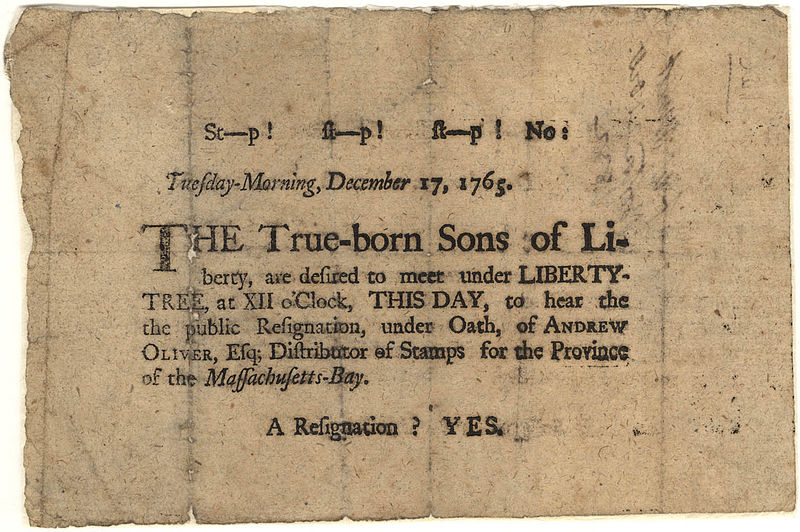 St—p! ſt—p! ſt—p! No:
Tueſday-Morning, December 17, 1765.
THE True-born Sons of Li-
berty, are deſired to meet under LIBERTY-
TREE, at XII o'Clock, THIS DAY, to hear the
the public Reſignation, under Oath, of ANDREW
OLIVER, Eſq; Diſtributor of Stamps for the Province
of the Maſſachuſetts-Bay.
A Reſignation? YES.